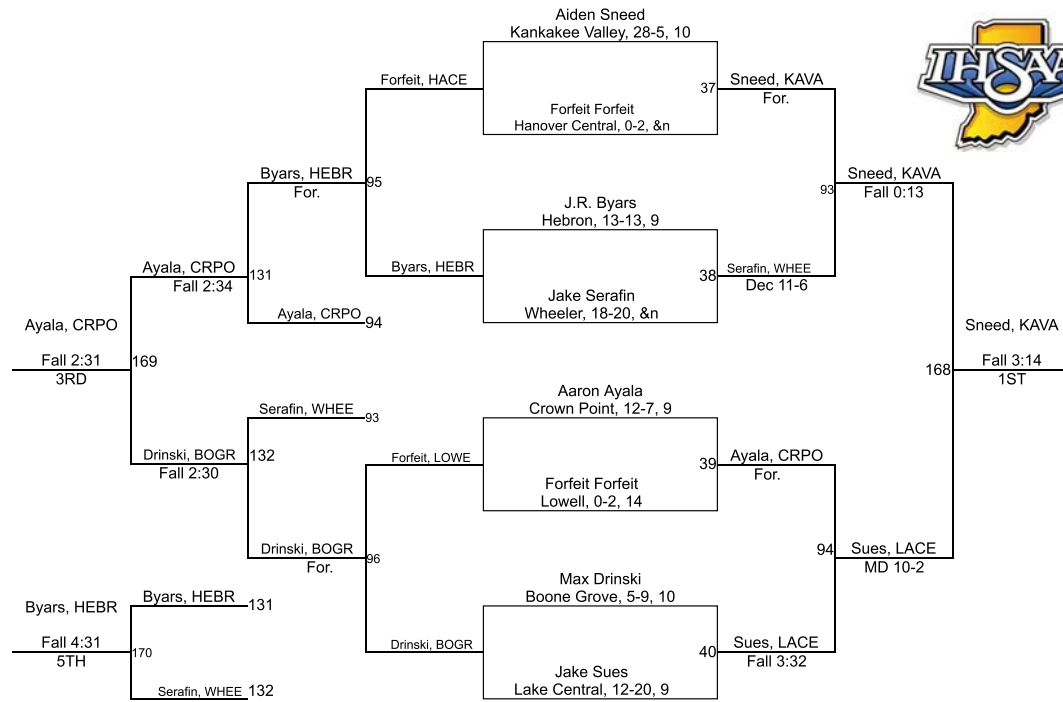 Aiden Sneed
Kankakee Valley, 28-5, 10
IHSAA
Forfeit, HACE
37
Sneed, KAVA
For.
Forfeit Forfeit
Hanover Central, 0-2, &n
Byars, HEBR
For.
95
93
Sneed, KAVA
Fall 0:13
J.R. Byars
Hebron, 13-13, 9
Ayala, CRPO
Fall 2:34
131
Byars, HEBR
38
Serafin, WHEE
Dec 11-6
Jake Serafin
Wheeler, 18-20, &n
Ayala, CRPO
94
Ayala, CRPO
Fall 2:31
3RD
169
Sneed, KAVA
168
Fall 3:14
1ST
Aaron Ayala
Crown Point, 12-7, 9
Serafin, WHEE
93
Drinski, BOGR
Fall 2:30
132
Forfeit, LOWE
39
Ayala, CRPO
For.
Forfeit Forfeit
Lowell, 0-2, 14
Drinski, BOGR
For.
96
94
Sues, LACE
MD 10-2
Max Drinski
Boone Grove, 5-9, 10
Byars, HEBR
131
Byars, HEBR
Fall 4:31
5TH
170
Drinski, BOGR
40
Sues, LACE
Fall 3:32
Jake Sues
Lake Central, 12-20, 9
Serafin, WHEE
132